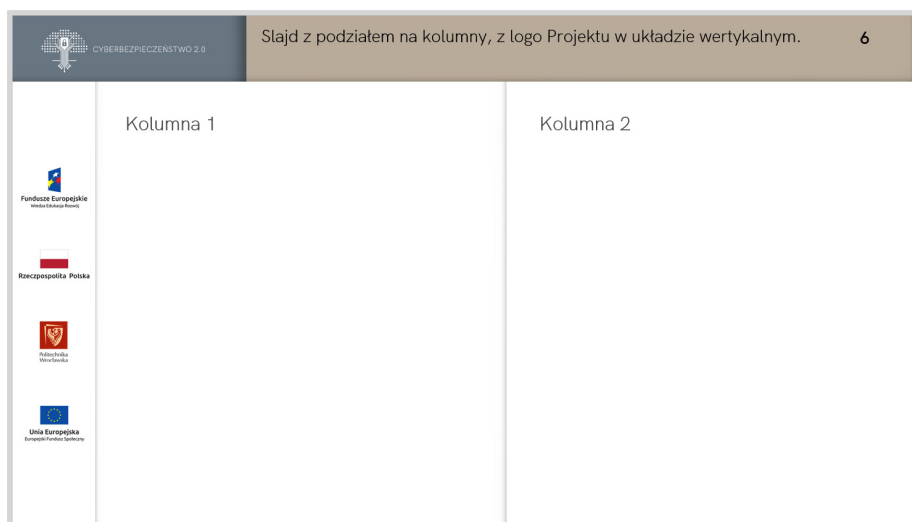 CYBERBEZPIECZEŃSTWO 2.0
Slajd z podziałem na kolumny, z logo Projektu w układzie wertykalnym.
6
Kolumna 1
Kolumna 2
Fundusze Europejskie
Wiedza Edukacja Rozwój
Rzeczpospolita Polska
Politechnika
Wrocławska
Unia Europejska
Europejski Fundusz Społeczny